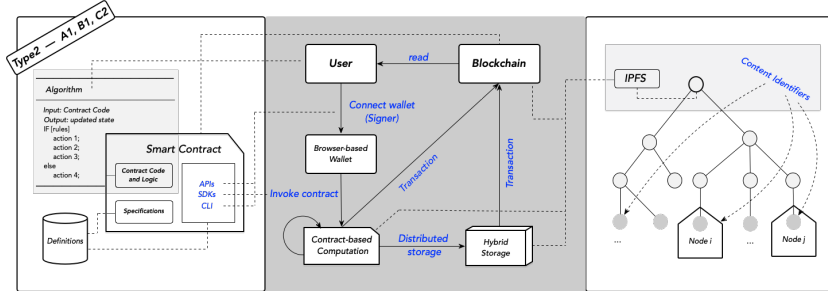 Type2 — A1, B1, C2
Algorithm
Input: Contract Code
Output: updated state
IF [rules]
action 1;
action 2;
action 3;
else
action 4;
Smart Contract
Contract Code
and Logic
Specifications
APIs
SDKs
CLI
Definitions
User
read
Blockchain
Connect wallet
(Signer)
Browser-based
Wallet
Invoke contract
Transaction
Transaction
Contract-based
Computation
Distributed
storage
Hybrid
Storage
IPFS
Content Identifiers
...
Node i
...
Node j